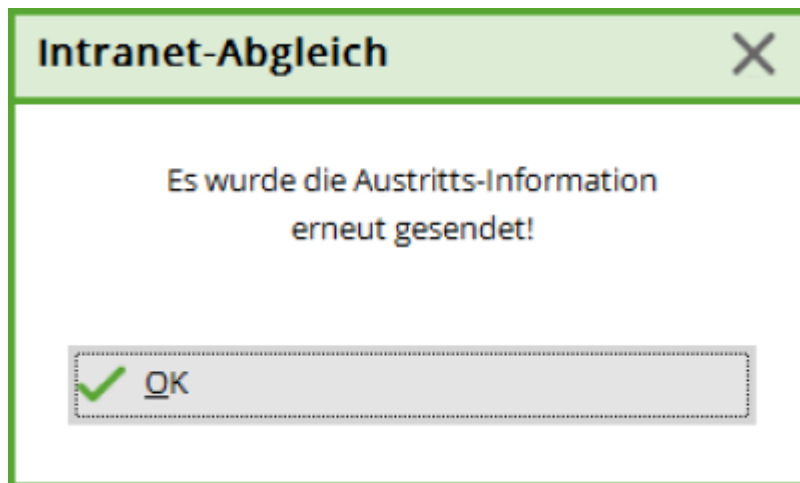 Intranet-Abgleich
Es wurde die Austritts-Information
erneut gesendet!
OK